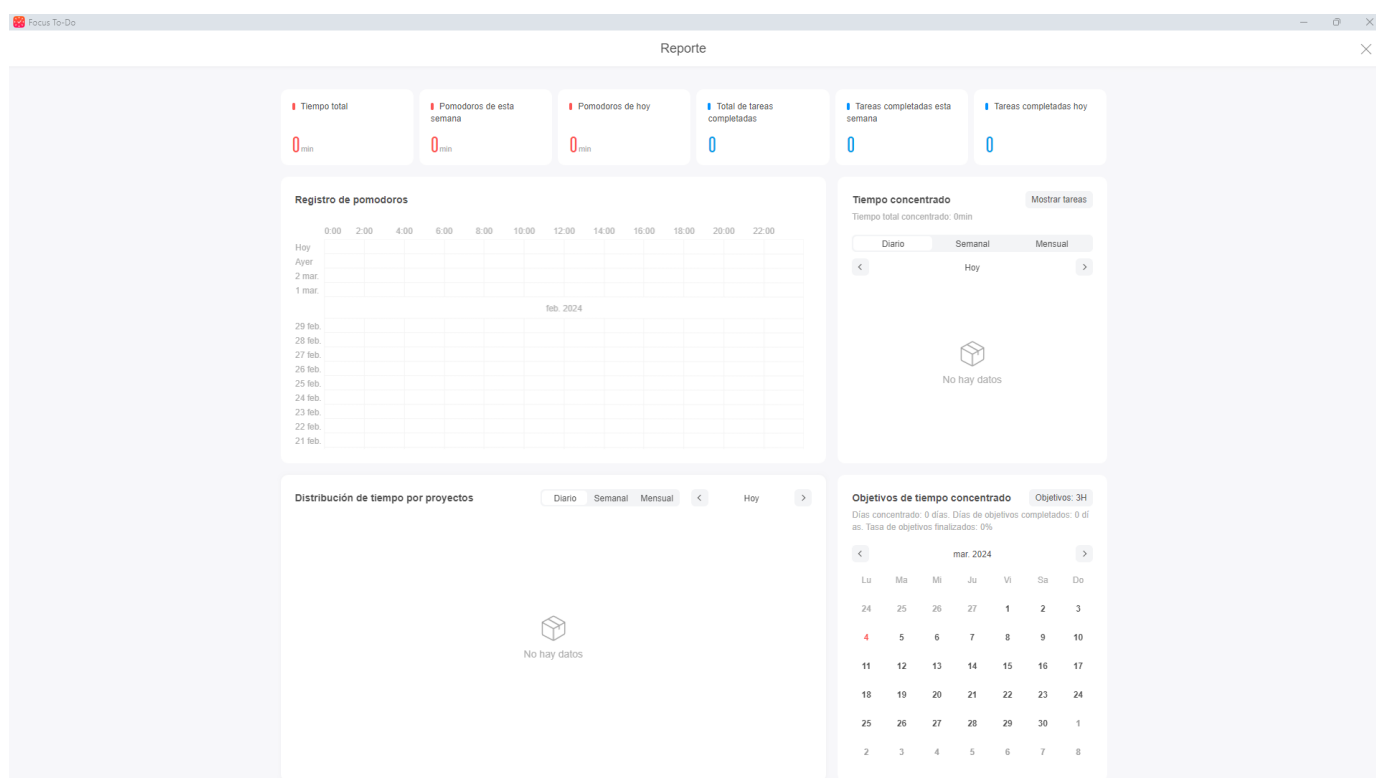 Focus To-Do
Reporte
Tiempo total
0min
Pomodoros de esta
semana
0min
Pomodoros de hoy
0min
Total de tareas
completadas
0
Tareas completadas esta
semana
0
Tareas completadas hoy
0
Registro de pomodoros
0:00 2:00 4:00 6:00 8:00 10:00 12:00 14:00 16:00 18:00 20:00 22:00
Hoy
Ayer
2 mar.
1 mar.
feb. 2024
29 feb.
28 feb.
27 feb.
26 feb.
25 feb.
24 feb.
23 feb.
22 feb.
21 feb.
Tiempo concentrado Mostrar tareas
Tiempo total concentrado: 0min
Diario Semanal Mensual
< Hoy >
No hay datos
Distribución de tiempo por proyectos Diario Semanal Mensual < Hoy >
No hay datos
Objetivos de tiempo concentrado Objetivos: 3H
Días concentrado: 0 días. Días de objetivos completados: 0 dí
as. Tasa de objetivos finalizados: 0%
< mar. 2024 >
Lu Ma Mi Ju Vi Sa Do
24 25 26 27 1 2 3
4 5 6 7 8 9 10
11 12 13 14 15 16 17
18 19 20 21 22 23 24
25 26 27 28 29 30 1
2 3 4 5 6 7 8